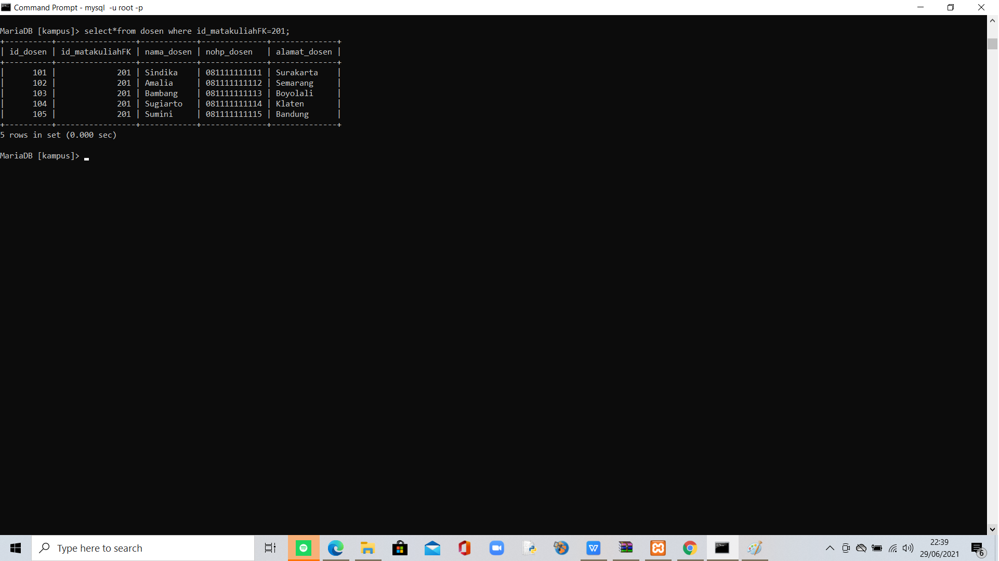 Command Prompt - mysql  -u root -p
MariaDB [kampus]> select*from dosen where id_matakuliahFK=201;
+----------+-----------------+------------+--------------+--------------+
| id_dosen | id_matakuliahFK | nama_dosen | nohp_dosen   | alamat_dosen |
+----------+-----------------+------------+--------------+--------------+
|      101 |             201 | Sindika    | 081111111111 | Surakarta    |
|      102 |             201 | Amalia     | 081111111112 | Semarang     |
|      103 |             201 | Bambang    | 081111111113 | Boyolali     |
|      104 |             201 | Sugiarto   | 081111111114 | Klaten       |
|      105 |             201 | Sumini     | 081111111115 | Bandung      |
+----------+-----------------+------------+--------------+--------------+
5 rows in set (0.000 sec)
MariaDB [kampus]> _
Type here to search
22:39
29/06/2021
6